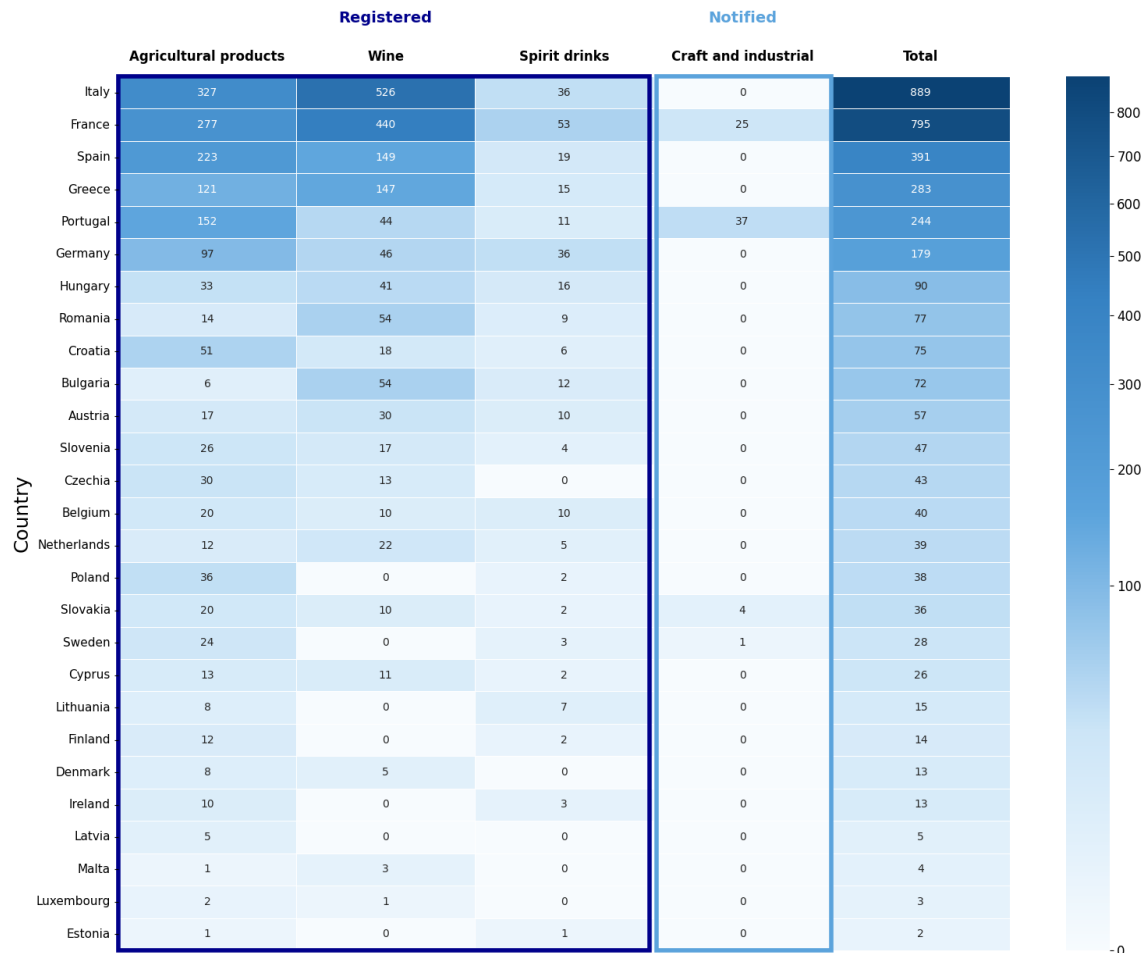 Registered Notified
Agricultural products Wine Spirit drinks Craft and industrial Total
Italy 327 526 36 0 889
France 277 440 53 25 795
Spain 223 149 19 0 391
Greece 121 147 15 0 283
Portugal 152 44 11 37 244
Germany 97 46 36 0 179
Hungary 33 41 16 0 90
Romania 14 54 9 0 77
Croatia 51 18 6 0 75
Bulgaria 6 54 12 0 72
Austria 17 30 10 0 57
Slovenia 26 17 4 0 47
Czechia 30 13 0 0 43
Belgium 20 10 10 0 40
Netherlands 12 22 5 0 39
Poland 36 0 2 0 38
Slovakia 20 10 2 4 36
Sweden 24 0 3 1 28
Cyprus 13 11 2 0 26
Lithuania 8 0 7 0 15
Finland 12 0 2 0 14
Denmark 8 5 0 0 13
Ireland 10 0 3 0 13
Latvia 5 0 0 0 5
Malta 1 3 0 0 4
Luxembourg 2 1 0 0 3
Estonia 1 0 1 0 2
Country
800
700
600
500
400
300
200
100
0